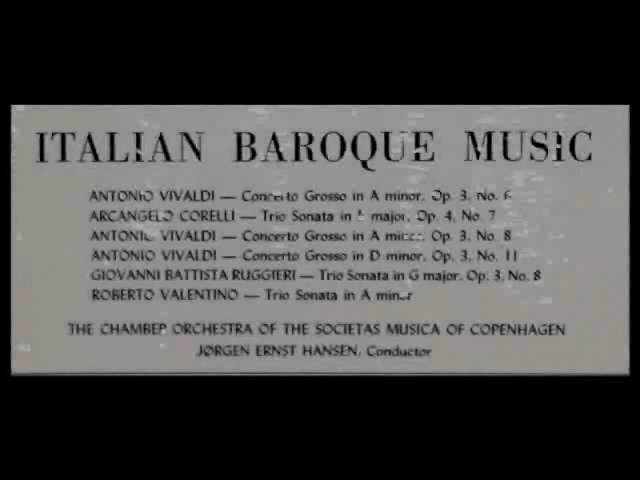 ITALIAN BAROQUE MUSIC
ANTONIO VIVALDI — Concerto Grosso in A minor, Op. 3, No. 6
ARCANGELO CORELLI — Trio Sonata in major, Op. 4, No. 7
ANTONIO VIVALDI — Concerto Grosso in A minor, Op. 3, No. 8
ANTONIO VIVALDI — Concerto Grosso in D minor, Op. 3, No. 11
GIOVANNI BATTISTA RUGGIERI — Trio Sonata in G major, Op. 3, No. 8
ROBERTO VALENTINO — Trio Sonata in A minor
THE CHAMBER ORCHESTRA OF THE SOCIETAS MUSICA OF COPENHAGEN
JØRGEN ERNST HANSEN, Conductor